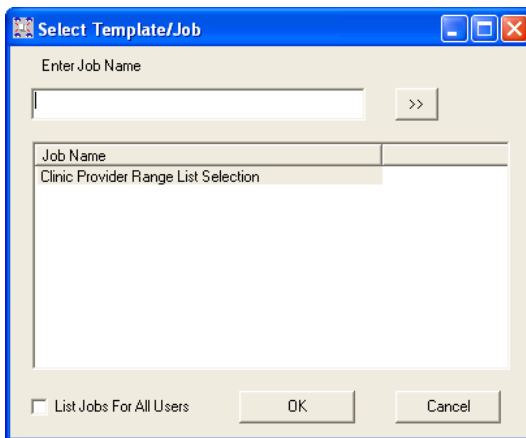 Select Template/Job
Enter Job Name
>>
Job Name
Clinic Provider Range List Selection
List Jobs For All Users
OK
Cancel